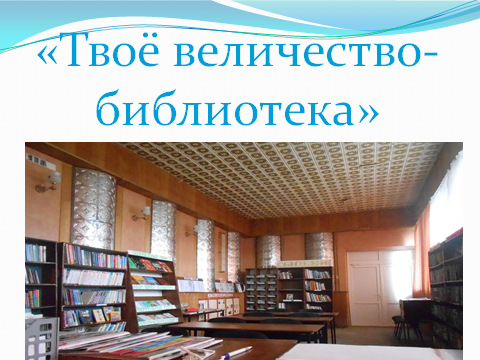 «Твоё величество-
библиотека»